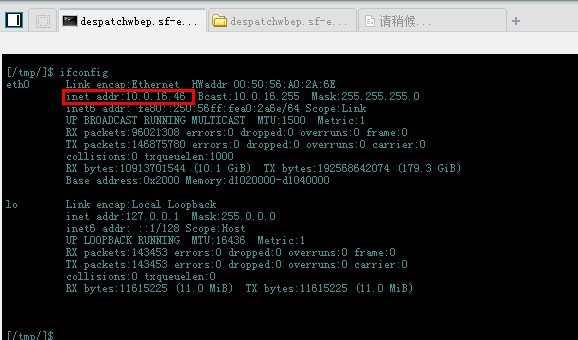 despatchwbep.sf-e...
despatchwbep.sf-e...
请稍候...
[/tmp/]$ ifconfig
eth0 Link encap:Ethernet HWaddr 00:50:56:A0:2A:6E
inet addr:10.0.16.46 Bcast:10.0.16.255 Mask:255.255.255.0
inet6 addr: fe80::250:56ff:fea0:2a6e/64 Scope:Link
UP BROADCAST RUNNING MULTICAST MTU:1500 Metric:1
RX packets:96021308 errors:0 dropped:0 overruns:0 frame:0
TX packets:146875780 errors:0 dropped:0 overruns:0 carrier:0
collisions:0 txqueuelen:1000
RX bytes:10913701544 (10.1 GiB) TX bytes:192568642074 (179.3 GiB)
Base address:0x2000 Memory:d1020000-d1040000
lo Link encap:Local Loopback
inet addr:127.0.0.1 Mask:255.0.0.0
inet6 addr: ::1/128 Scope:Host
UP LOOPBACK RUNNING MTU:16436 Metric:1
RX packets:143453 errors:0 dropped:0 overruns:0 frame:0
TX packets:143453 errors:0 dropped:0 overruns:0 carrier:0
collisions:0 txqueuelen:0
RX bytes:11615225 (11.0 MiB) TX bytes:11615225 (11.0 MiB)
[/tmp/]$